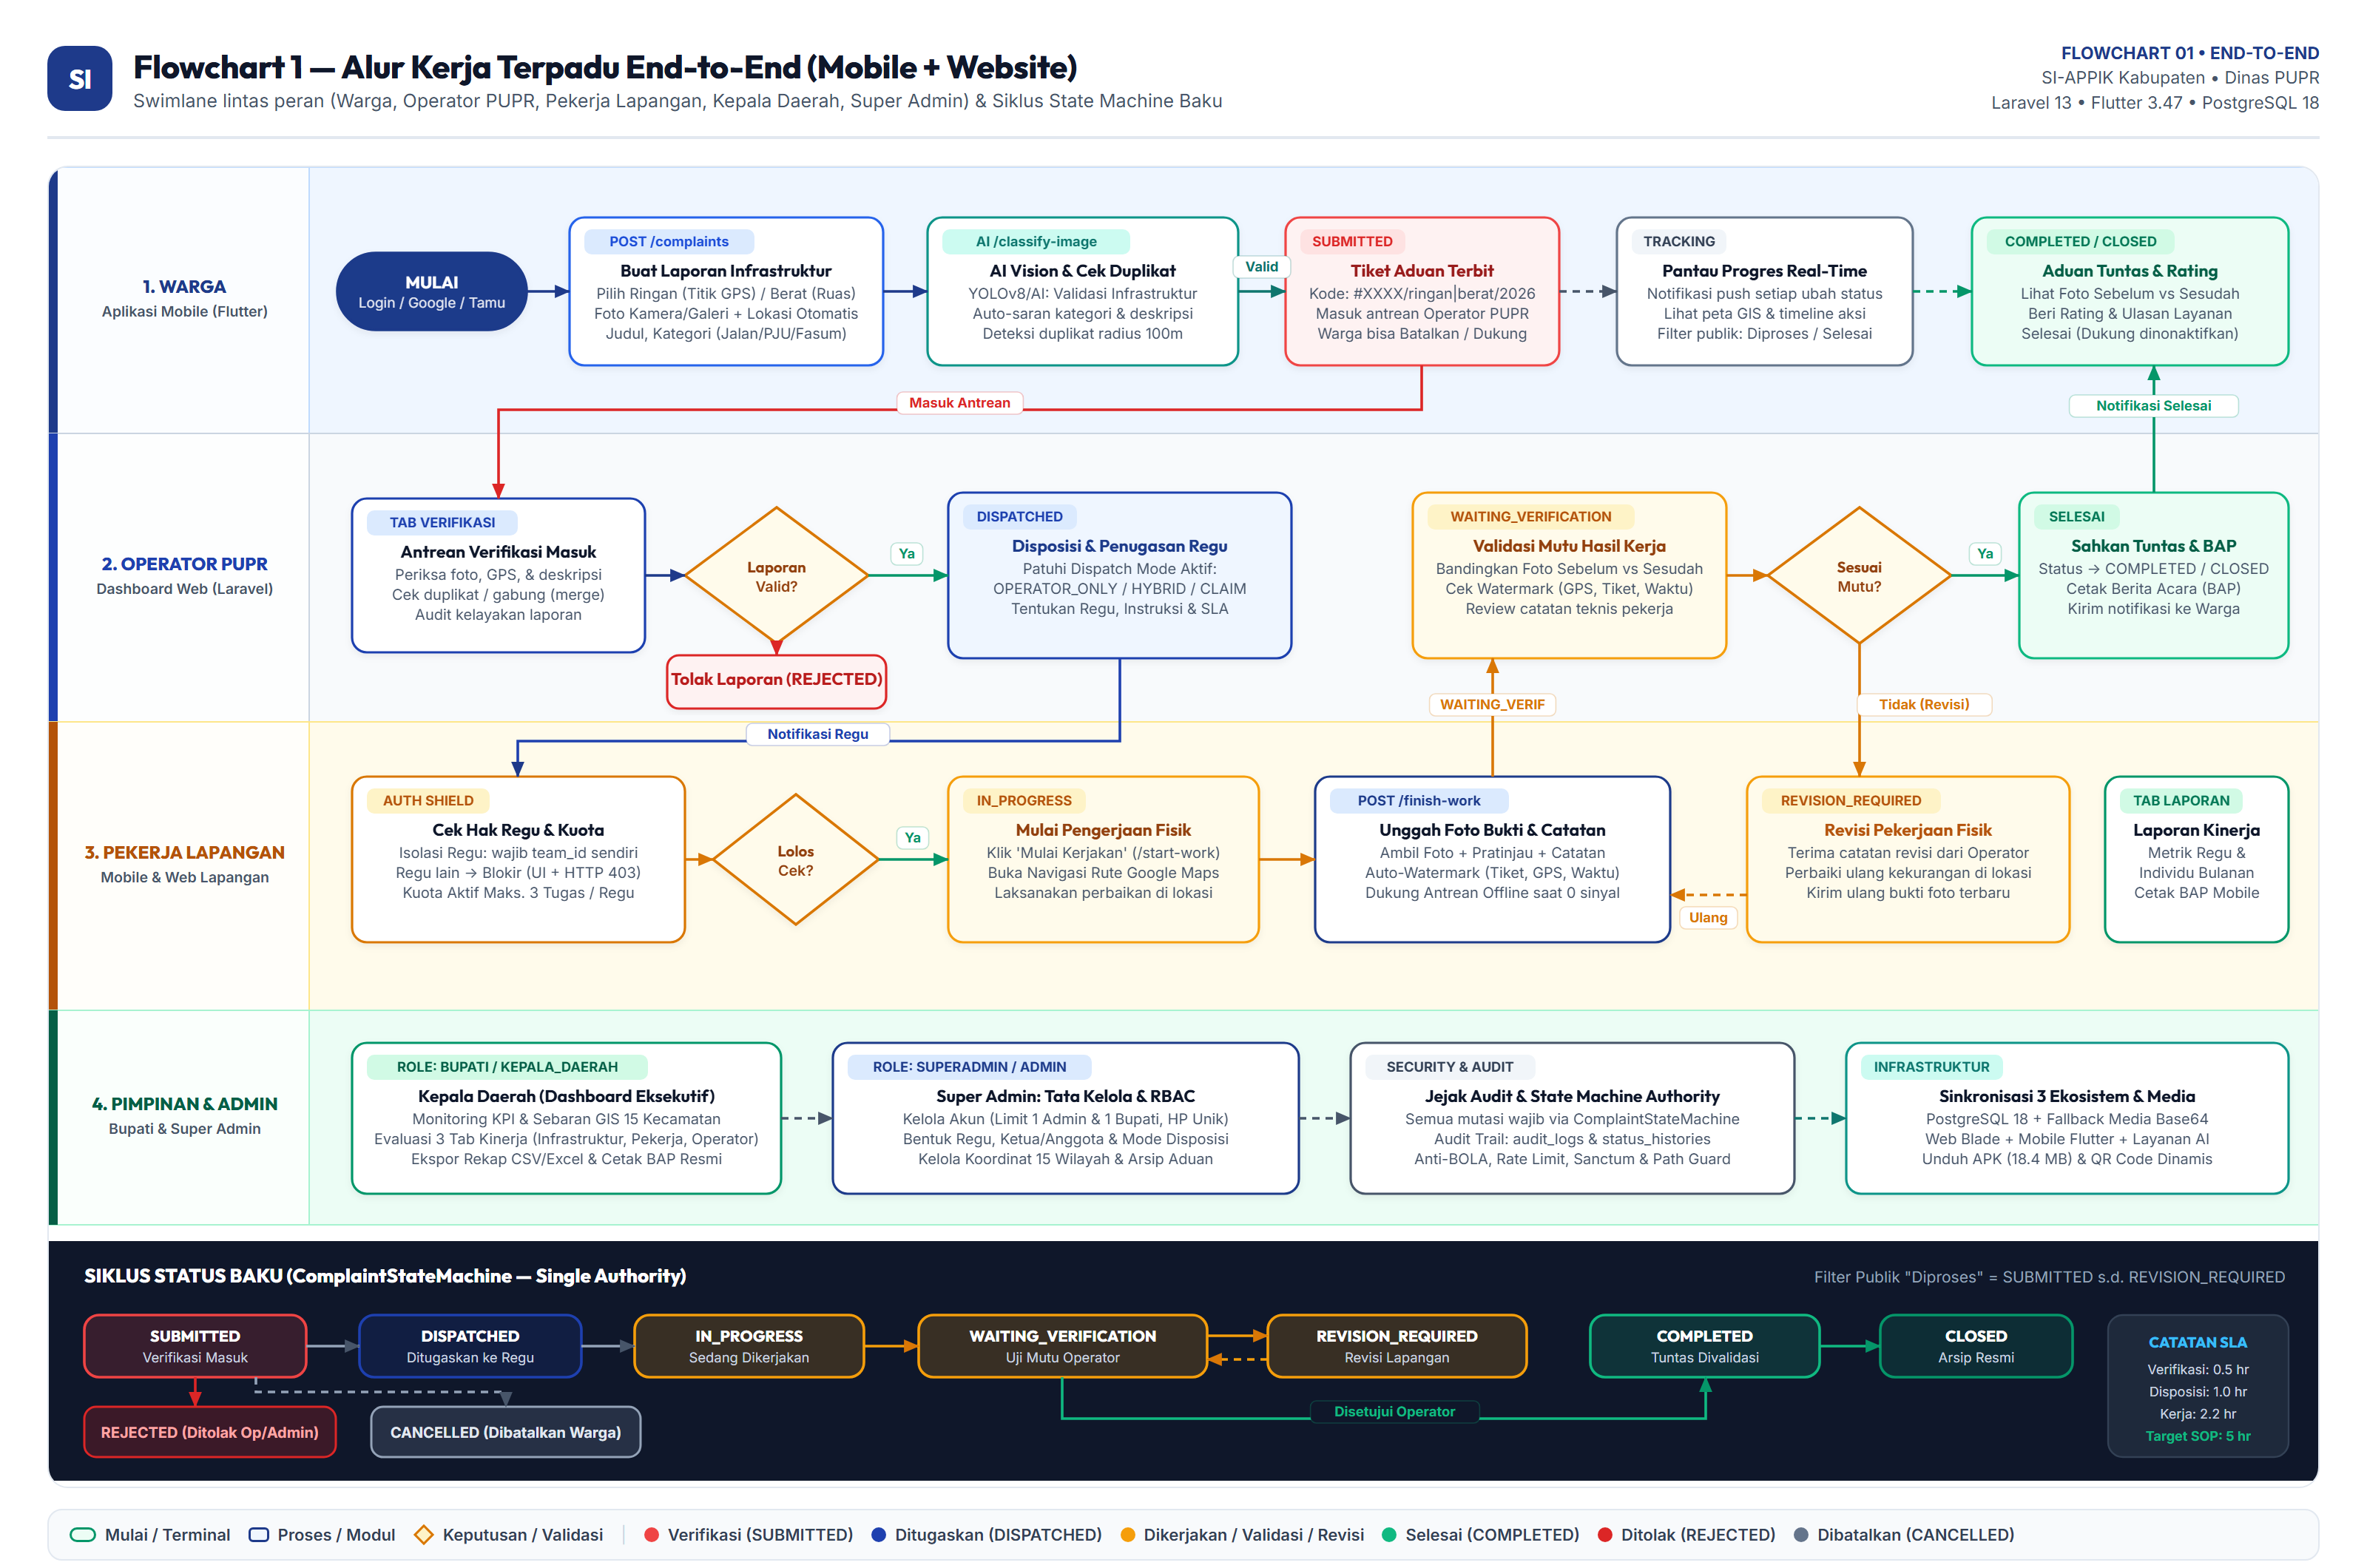 SI
Flowchart 1 — Alur Kerja Terpadu End-to-End (Mobile + Website)
Swimlane lintas peran (Warga, Operator PUPR, Pekerja Lapangan, Kepala Daerah, Super Admin) & Siklus State Machine Baku
FLOWCHART 01 • END-TO-END
SI-APPIK Kabupaten • Dinas PUPR
Laravel 13 • Flutter 3.47 • PostgreSQL 18
1. WARGA
Aplikasi Mobile (Flutter)
MULAI
Login / Google / Tamu
POST /complaints
Buat Laporan Infrastruktur
Pilih Ringan (Titik GPS) / Berat (Ruas)
Foto Kamera/Galeri + Lokasi Otomatis
Judul, Kategori (Jalan/PJU/Fasum)
AI /classify-image
AI Vision & Cek Duplikat
YOLOv8/AI: Validasi Infrastruktur
Auto-saran kategori & deskripsi
Deteksi duplikat radius 100m
Valid
SUBMITTED
Tiket Aduan Terbit
Kode: #XXXX/ringan|berat/2026
Masuk antrean Operator PUPR
Warga bisa Batalkan / Dukung
TRACKING
Pantau Progres Real-Time
Notifikasi push setiap ubah status
Lihat peta GIS & timeline aksi
Filter publik: Diproses / Selesai
COMPLETED / CLOSED
Aduan Tuntas & Rating
Lihat Foto Sebelum vs Sesudah
Beri Rating & Ulasan Layanan
Selesai (Dukung dinonaktifkan)
Masuk Antrean
Notifikasi Selesai
2. OPERATOR PUPR
Dashboard Web (Laravel)
TAB VERIFIKASI
Antrean Verifikasi Masuk
Periksa foto, GPS, & deskripsi
Cek duplikat / gabung (merge)
Audit kelayakan laporan
Laporan
Valid?
Ya
Tolak Laporan (REJECTED)
DISPATCHED
Disposisi & Penugasan Regu
Patuhi Dispatch Mode Aktif:
OPERATOR_ONLY / HYBRID / CLAIM
Tentukan Regu, Instruksi & SLA
WAITING_VERIFICATION
Validasi Mutu Hasil Kerja
Bandingkan Foto Sebelum vs Sesudah
Cek Watermark (GPS, Tiket, Waktu)
Review catatan teknis pekerja
Sesuai
Mutu?
Ya
SELESAI
Sahkan Tuntas & BAP
Status → COMPLETED / CLOSED
Cetak Berita Acara (BAP)
Kirim notifikasi ke Warga
WAITING_VERIF
Tidak (Revisi)
Notifikasi Regu
3. PEKERJA LAPANGAN
Mobile & Web Lapangan
AUTH SHIELD
Cek Hak Regu & Kuota
Isolasi Regu: wajib team_id sendiri
Regu lain → Blokir (UI + HTTP 403)
Kuota Aktif Maks. 3 Tugas / Regu
Lolos
Cek?
Ya
IN_PROGRESS
Mulai Pengerjaan Fisik
Klik 'Mulai Kerjakan' (/start-work)
Buka Navigasi Rute Google Maps
Laksanakan perbaikan di lokasi
POST /finish-work
Unggah Foto Bukti & Catatan
Ambil Foto + Pratinjau + Catatan
Auto-Watermark (Tiket, GPS, Waktu)
Dukung Antrean Offline saat 0 sinyal
Ulang
REVISION_REQUIRED
Revisi Pekerjaan Fisik
Terima catatan revisi dari Operator
Perbaiki ulang kekurangan di lokasi
Kirim ulang bukti foto terbaru
TAB LAPORAN
Laporan Kinerja
Metrik Regu &
Individu Bulanan
Cetak BAP Mobile
4. PIMPINAN & ADMIN
Bupati & Super Admin
ROLE: BUPATI / KEPALA_DAERAH
Kepala Daerah (Dashboard Eksekutif)
Monitoring KPI & Sebaran GIS 15 Kecamatan
Evaluasi 3 Tab Kinerja (Infrastruktur, Pekerja, Operator)
Ekspor Rekap CSV/Excel & Cetak BAP Resmi
ROLE: SUPERADMIN / ADMIN
Super Admin: Tata Kelola & RBAC
Kelola Akun (Limit 1 Admin & 1 Bupati, HP Unik)
Bentuk Regu, Ketua/Anggota & Mode Disposisi
Kelola Koordinat 15 Wilayah & Arsip Aduan
SECURITY & AUDIT
Jejak Audit & State Machine Authority
Semua mutasi wajib via ComplaintStateMachine
Audit Trail: audit_logs & status_histories
Anti-BOLA, Rate Limit, Sanctum & Path Guard
INFRASTRUKTUR
Sinkronisasi 3 Ekosistem & Media
PostgreSQL 18 + Fallback Media Base64
Web Blade + Mobile Flutter + Layanan AI
Unduh APK (18.4 MB) & QR Code Dinamis
SIKLUS STATUS BAKU (ComplaintStateMachine — Single Authority)
Filter Publik "Diproses" = SUBMITTED s.d. REVISION_REQUIRED
SUBMITTED
Verifikasi Masuk
DISPATCHED
Ditugaskan ke Regu
IN_PROGRESS
Sedang Dikerjakan
WAITING_VERIFICATION
Uji Mutu Operator
REVISION_REQUIRED
Revisi Lapangan
COMPLETED
Tuntas Divalidasi
CLOSED
Arsip Resmi
REJECTED (Ditolak Op/Admin)
CANCELLED (Dibatalkan Warga)
Disetujui Operator
CATATAN SLA
Verifikasi: 0.5 hr
Disposisi: 1.0 hr
Kerja: 2.2 hr
Target SOP: 5 hr
Mulai / Terminal
Proses / Modul
Keputusan / Validasi
Verifikasi (SUBMITTED)
Ditugaskan (DISPATCHED)
Dikerjakan / Validasi / Revisi
Selesai (COMPLETED)
Ditolak (REJECTED)
Dibatalkan (CANCELLED)